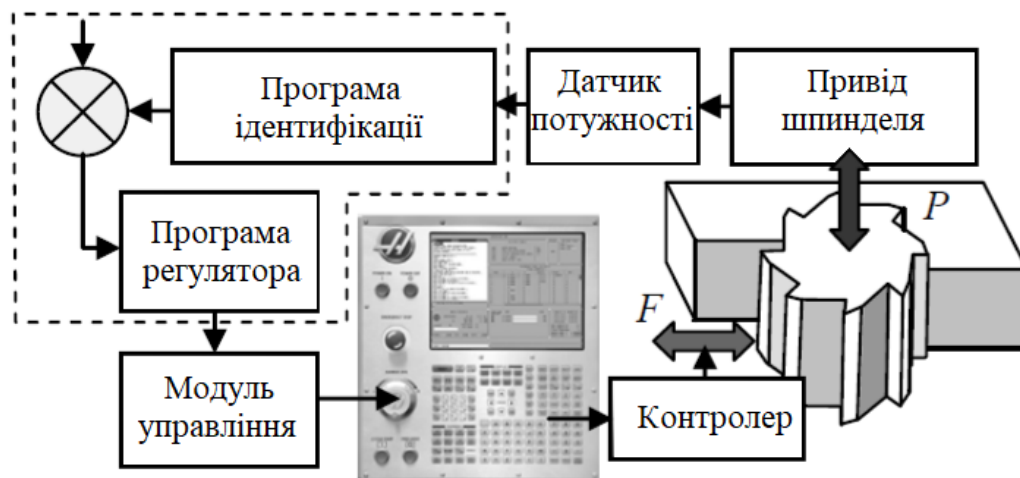 Програма
ідентифікації
Датчик
потужності
Привід
шпинделя
P
Програма
регулятора
F
Модуль
управління
Контролер